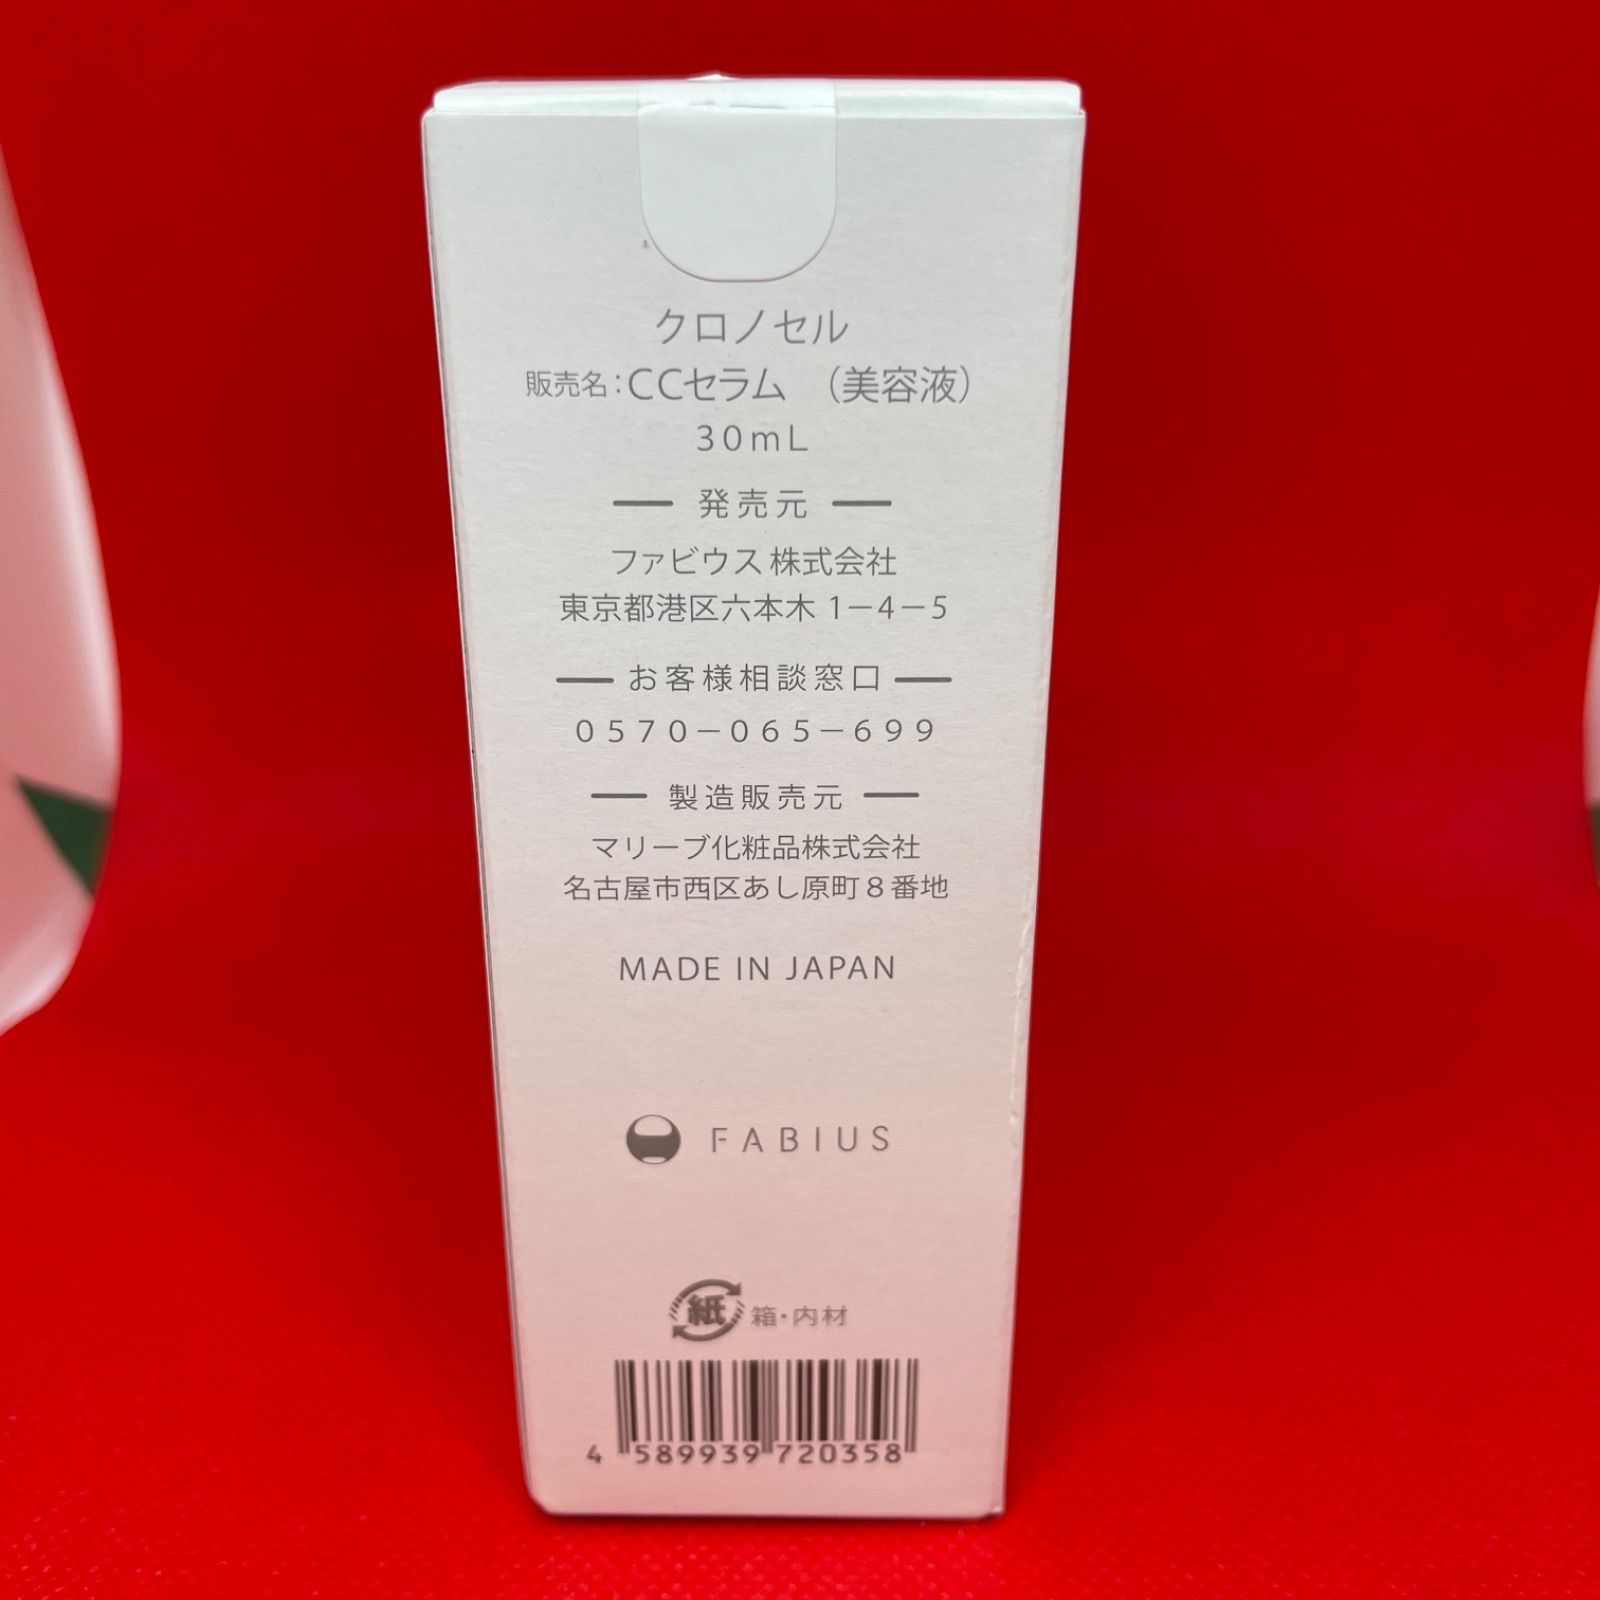 クロノセル
販売名：CCセラム （美容液）
30mL
発売元
ファビウス株式会社
東京都港区六本木 1−4−5
お客様相談窓口
0570−065−699
製造販売元
マリーブ化粧品株式会社
名古屋市西区あし原町8番地
MADE IN JAPAN
FABIUS
紙 箱・内材
4 589939 720358